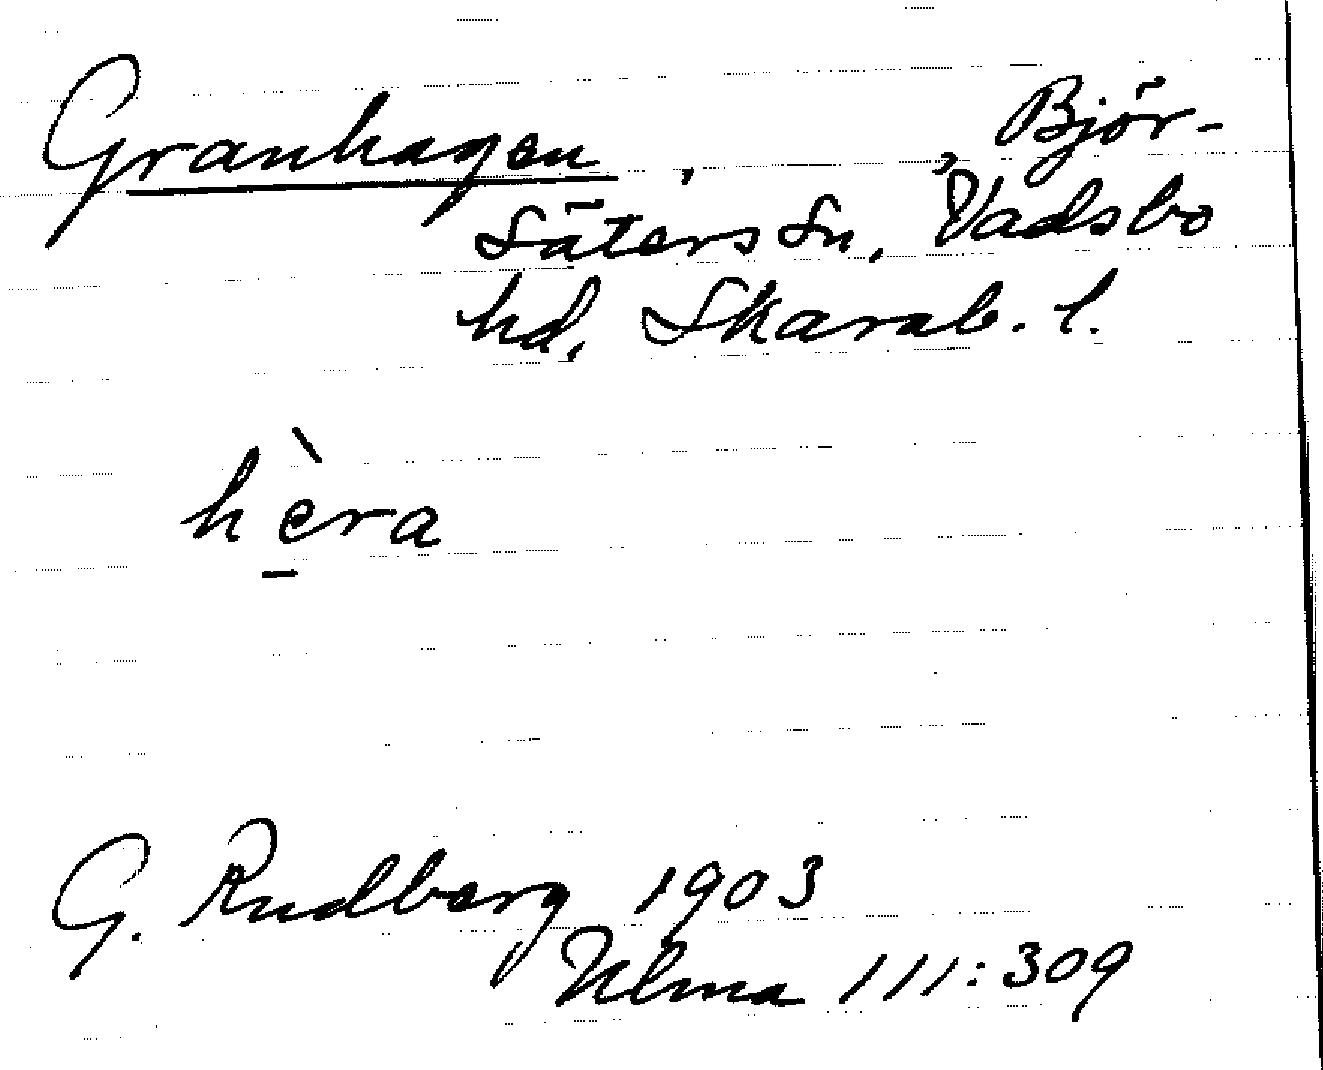 Granhagen, Björ-
säters sn, Vadsbo
hd, Skarab. l.
hèra
G. Rudberg 1903
Ulma 111:309